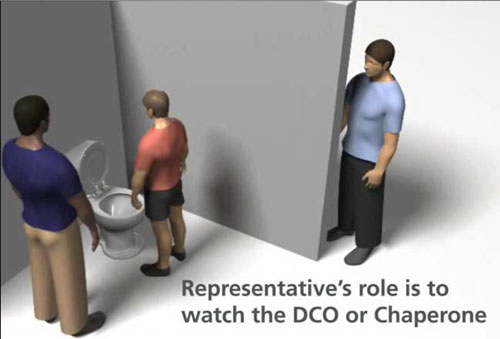 Representative's role is to
watch the DCO or Chaperone